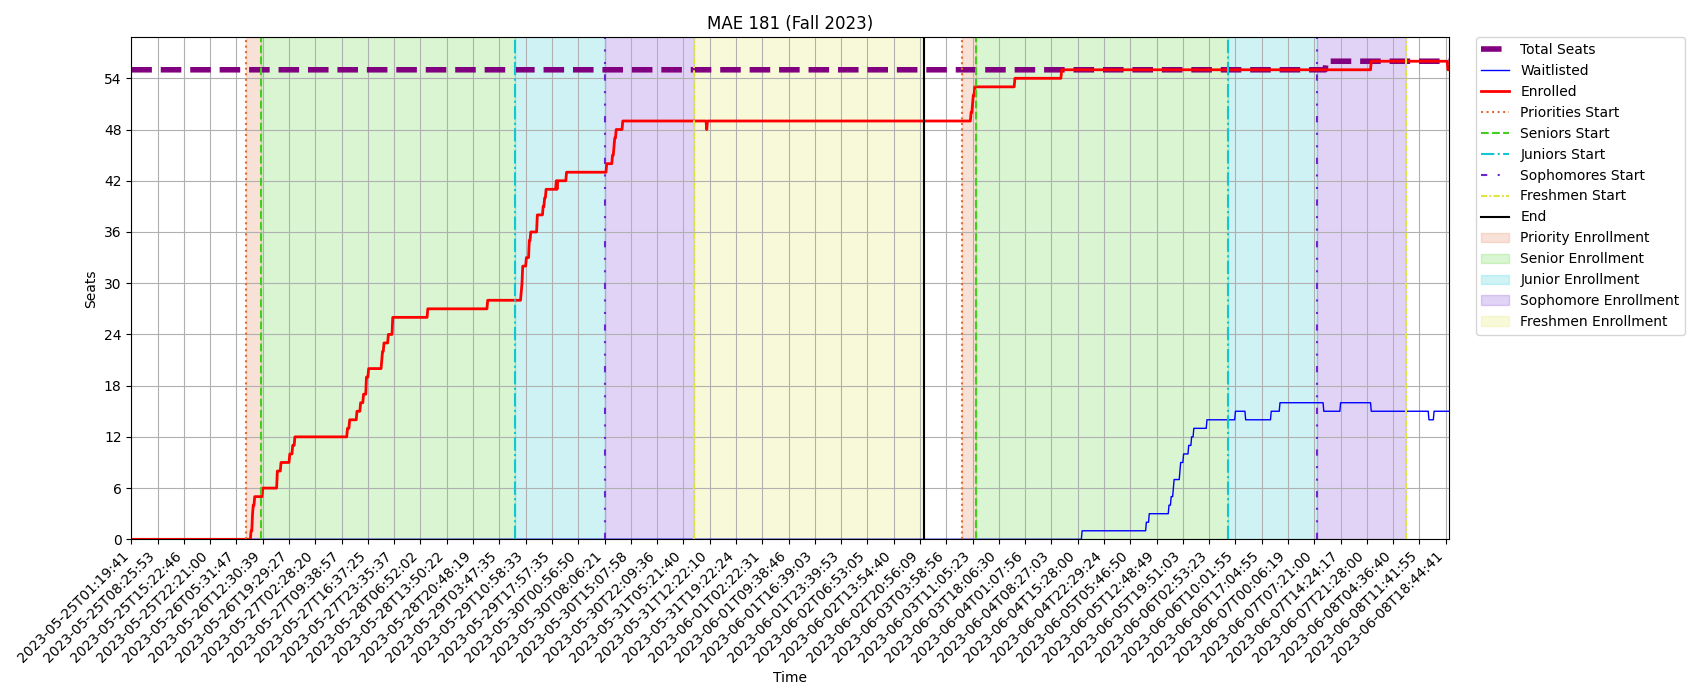 MAE 181 (Fall 2023)
Seats
54
48
42
36
30
24
18
12
6
0
2023-05-25T01:19:41
2023-05-25T08:25:53
2023-05-25T15:22:46
2023-05-25T22:21:00
2023-05-26T05:31:47
2023-05-26T12:30:39
2023-05-26T19:29:27
2023-05-27T02:28:20
2023-05-27T09:38:57
2023-05-27T16:37:25
2023-05-27T23:35:37
2023-05-28T06:52:02
2023-05-28T13:50:22
2023-05-28T20:48:19
2023-05-29T03:47:35
2023-05-29T10:58:33
2023-05-29T17:57:35
2023-05-30T00:56:50
2023-05-30T08:06:21
2023-05-30T15:07:58
2023-05-30T22:09:36
2023-05-31T05:21:40
2023-05-31T12:22:10
2023-05-31T19:22:24
2023-06-01T02:22:31
2023-06-01T09:38:46
2023-06-01T16:39:03
2023-06-01T23:39:53
2023-06-02T06:53:05
2023-06-02T13:54:40
2023-06-02T20:56:09
2023-06-03T03:58:56
2023-06-03T11:05:23
2023-06-03T18:06:30
2023-06-04T01:07:56
2023-06-04T08:27:03
2023-06-04T15:28:00
2023-06-04T22:29:24
2023-06-05T05:46:50
2023-06-05T12:48:49
2023-06-05T19:51:03
2023-06-06T02:53:23
2023-06-06T10:01:55
2023-06-06T17:04:55
2023-06-07T00:06:19
2023-06-07T07:21:00
2023-06-07T14:24:17
2023-06-07T21:28:00
2023-06-08T04:36:40
2023-06-08T11:41:55
2023-06-08T18:44:41
Time
Total Seats
Waitlisted
Enrolled
Priorities Start
Seniors Start
Juniors Start
Sophomores Start
Freshmen Start
End
Priority Enrollment
Senior Enrollment
Junior Enrollment
Sophomore Enrollment
Freshmen Enrollment